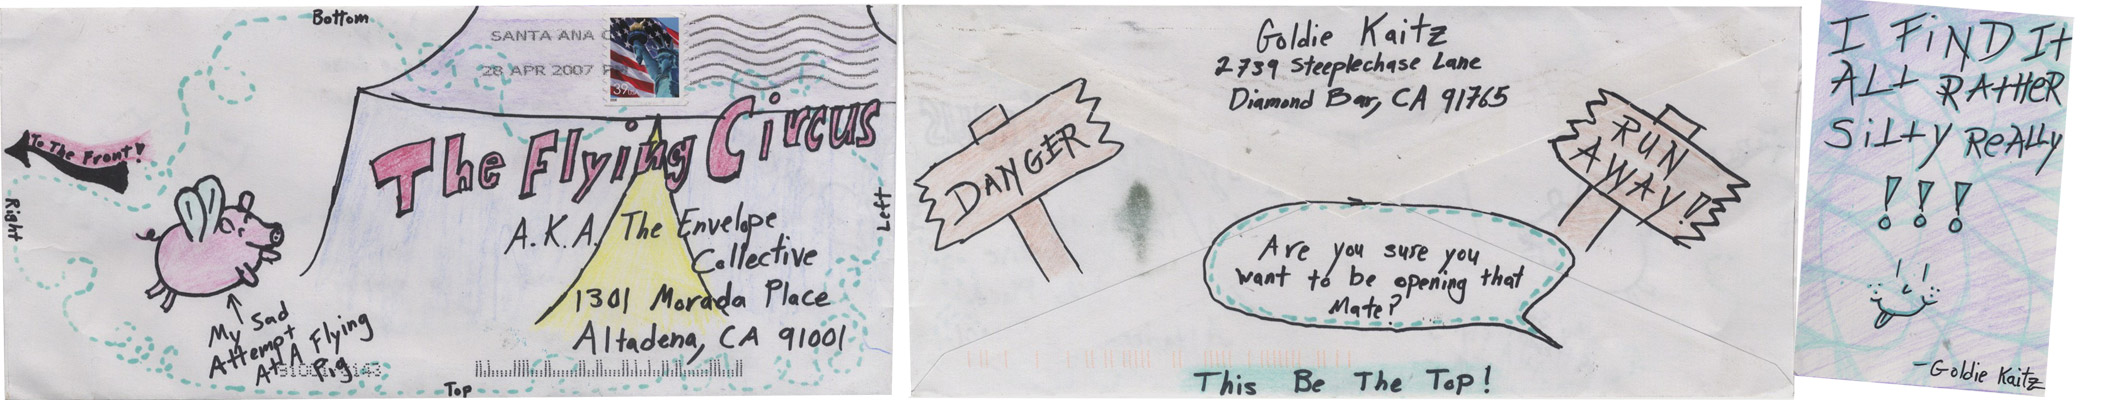 Bottom
SANTA ANA C
28 APR 2007 P
39
To The Front!
The Flying Circus
A.K.A. The Envelope
Collective
1301 Morada Place
Altadena, CA 91001
Right
Left
My Sad
Attempt
At A Flying
Pig
Top
Goldie Kaitz
2739 Steeplechase Lane
Diamond Bar, CA 91765
DANGER
RUN
AWAY!
Are you sure you
want to be opening that
Mate?
This Be The Top!
I FiND It
ALL RATHER
SiLLY REALLY
!!!
-Goldie Kaitz